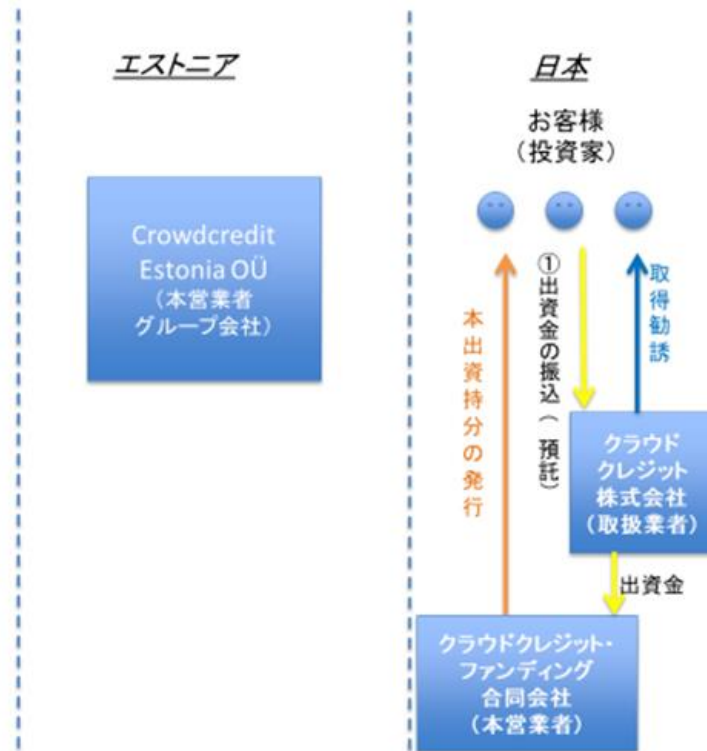 エストニア
Crowdcredit
Estonia OÜ
（本営業者
グループ会社）
日本
お客様
（投資家）
本出資持分の発行
①出資金の振込（ 預託）
取得勧誘
クラウド
クレジット
株式会社
（取扱業者）
出資金
クラウドクレジット・
ファンディング
合同会社
（本営業者）